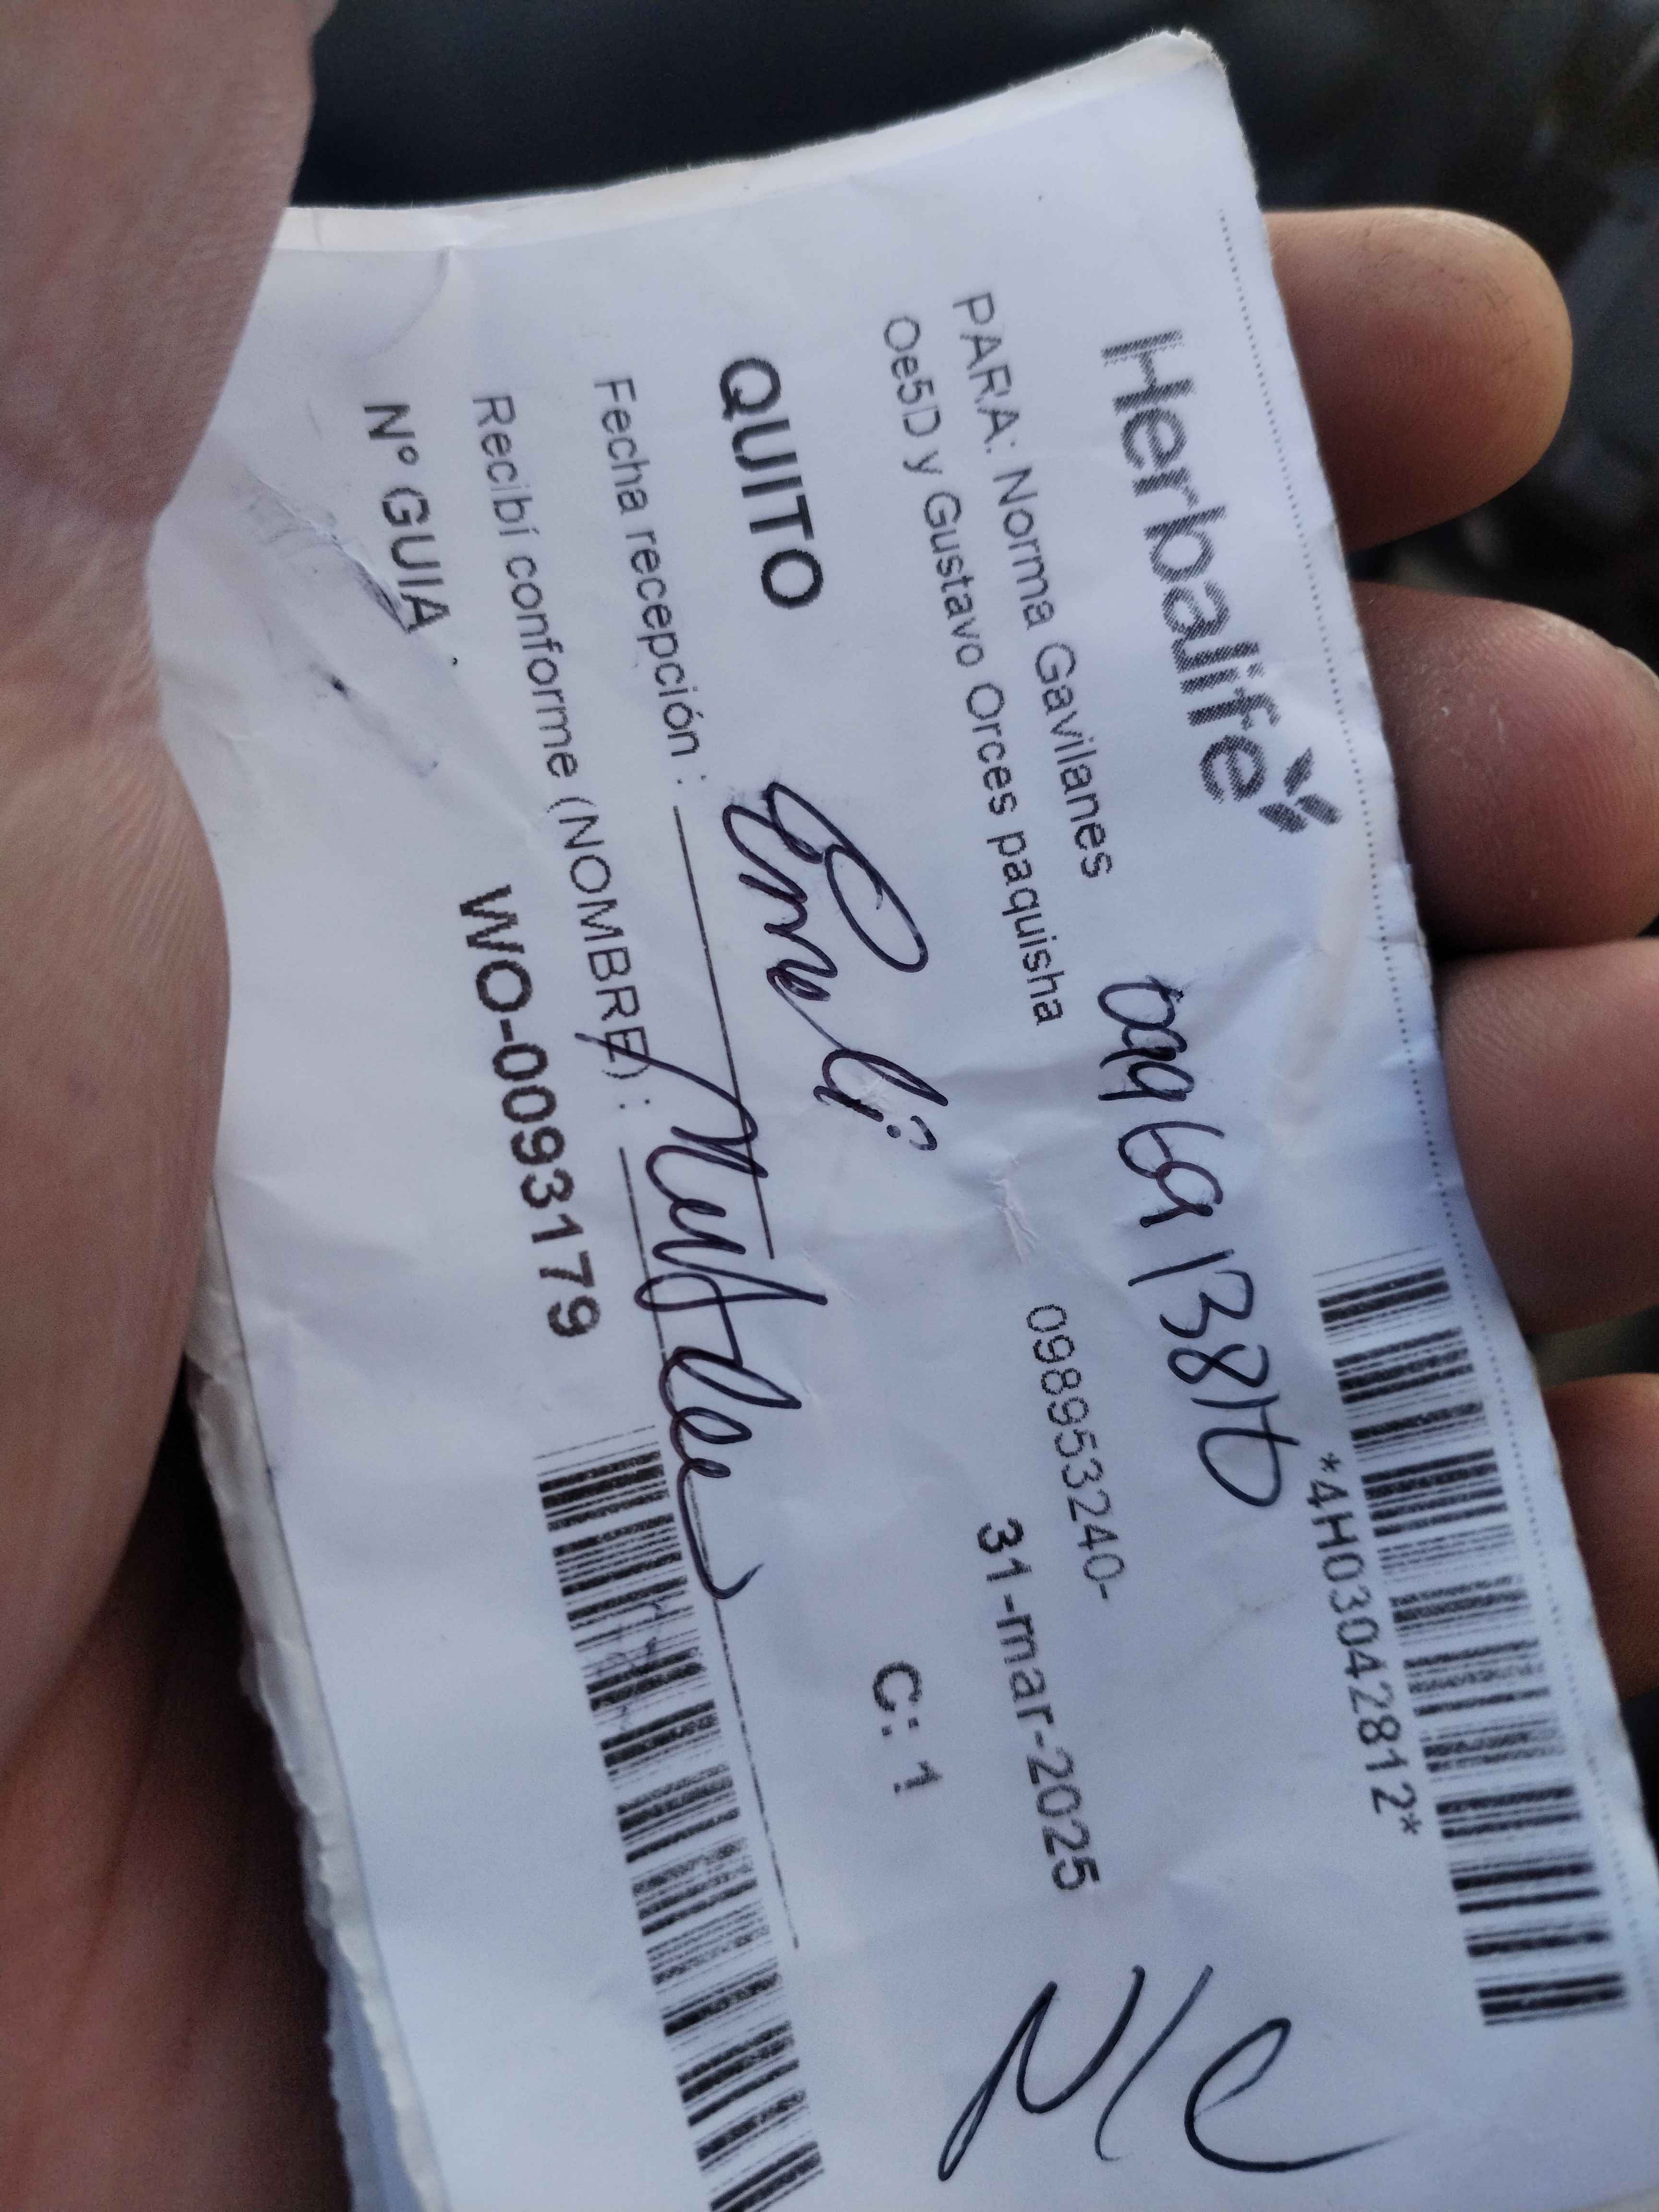 Herbalife
*4H03042812*
PARA: Norma Gavilanes
098953240-
Oe5D y Gustavo Orces paquisha
31-mar-2025
N/C
QUITO
C: 1
Fecha recepción :
Recibí conforme (NOMBRE) :
Nº GUIA
WO-0093179